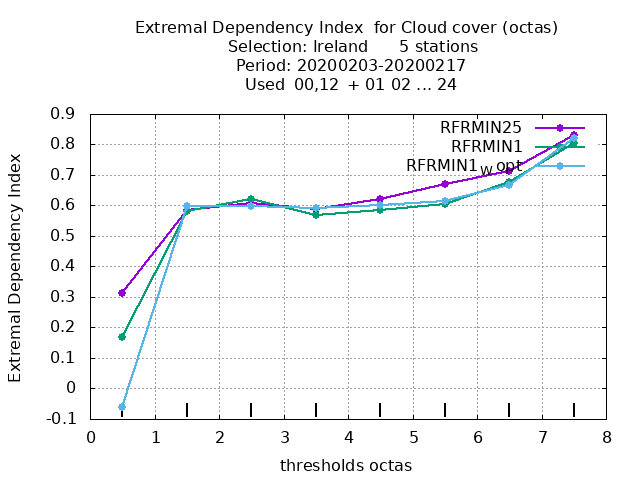 Extremal Dependency Index  for Cloud cover (octas)
Selection: Ireland      5 stations
Period: 20200203-20200217
Used  00,12  + 01 02 ... 24
RFRMIN25
RFRMIN1
RFRMIN1_W opt
Extremal Dependency Index
0.9
0.8
0.7
0.6
0.5
0.4
0.3
0.2
0.1
0
-0.1
0 1 2 3 4 5 6 7 8
thresholds octas